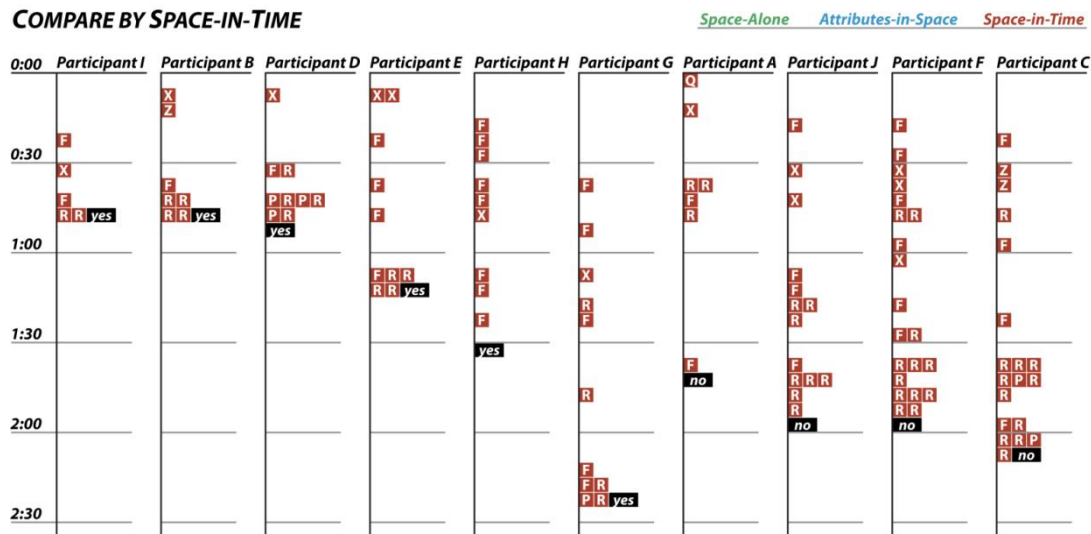 COMPARE BY SPACE-IN-TIME
Space-Alone Attributes-in-Space Space-in-Time
0:00 Participant I Participant B Participant D Participant E Participant H Participant G Participant A Participant J Participant F Participant C
Q
X X X X
Z X
F F F
F F F F
F F
0:30
X F R X X Z
F F F F R R X Z
F R R P R P R F F X F
R R yes R R yes P R F X R R R R
yes F
F F
1:00
X
F R R F X F
R R yes F F
R R R F
F F R F
F R
1:30
yes
F F R R R R R R
no R R R R R P R
R R R R R R
R R R
no no F R
2:00
R R P
R no
F
F R
P R yes
2:30